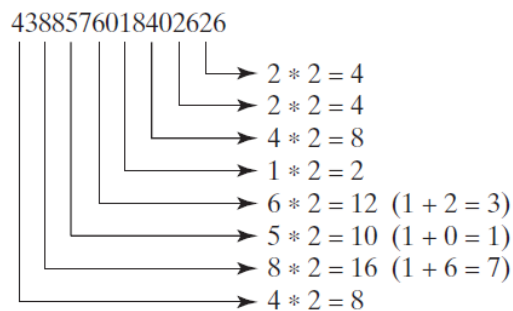 4388576018402626
2 * 2 = 4
2 * 2 = 4
4 * 2 = 8
1 * 2 = 2
6 * 2 = 12 (1 + 2 = 3)
5 * 2 = 10 (1 + 0 = 1)
8 * 2 = 16 (1 + 6 = 7)
4 * 2 = 8